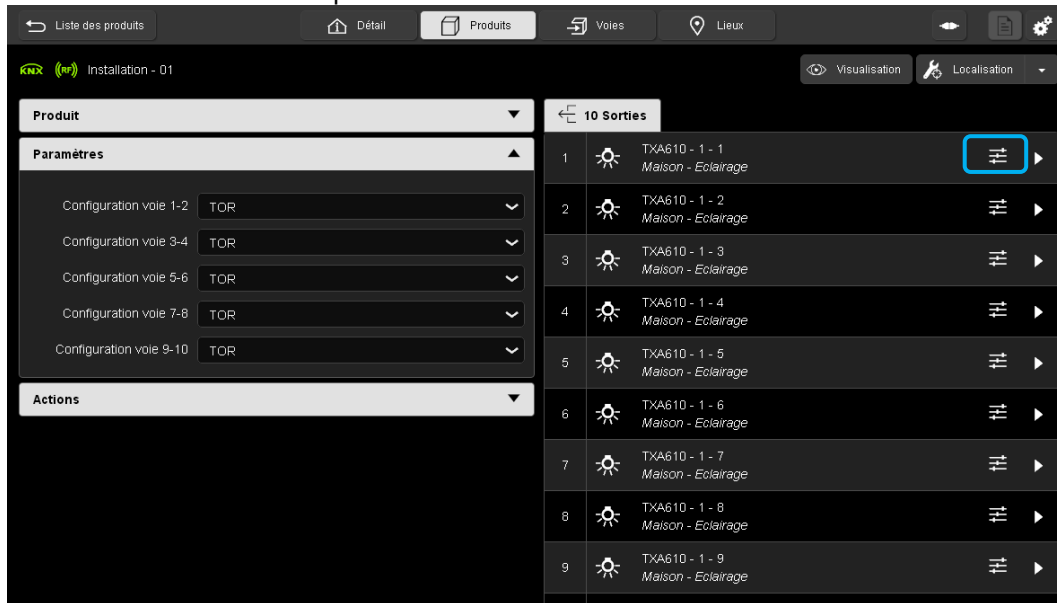 Liste des produits
Détail
Produits
Voies
Lieux
KNX ((RF)) Installation - 01
Visualisation
Localisation
Produit
Paramètres
Configuration voie 1-2 TOR
Configuration voie 3-4 TOR
Configuration voie 5-6 TOR
Configuration voie 7-8 TOR
Configuration voie 9-10 TOR
Actions
10 Sorties
1 TXA610 - 1 - 1
Maison - Eclairage
2 TXA610 - 1 - 2
Maison - Eclairage
3 TXA610 - 1 - 3
Maison - Eclairage
4 TXA610 - 1 - 4
Maison - Eclairage
5 TXA610 - 1 - 5
Maison - Eclairage
6 TXA610 - 1 - 6
Maison - Eclairage
7 TXA610 - 1 - 7
Maison - Eclairage
8 TXA610 - 1 - 8
Maison - Eclairage
9 TXA610 - 1 - 9
Maison - Eclairage